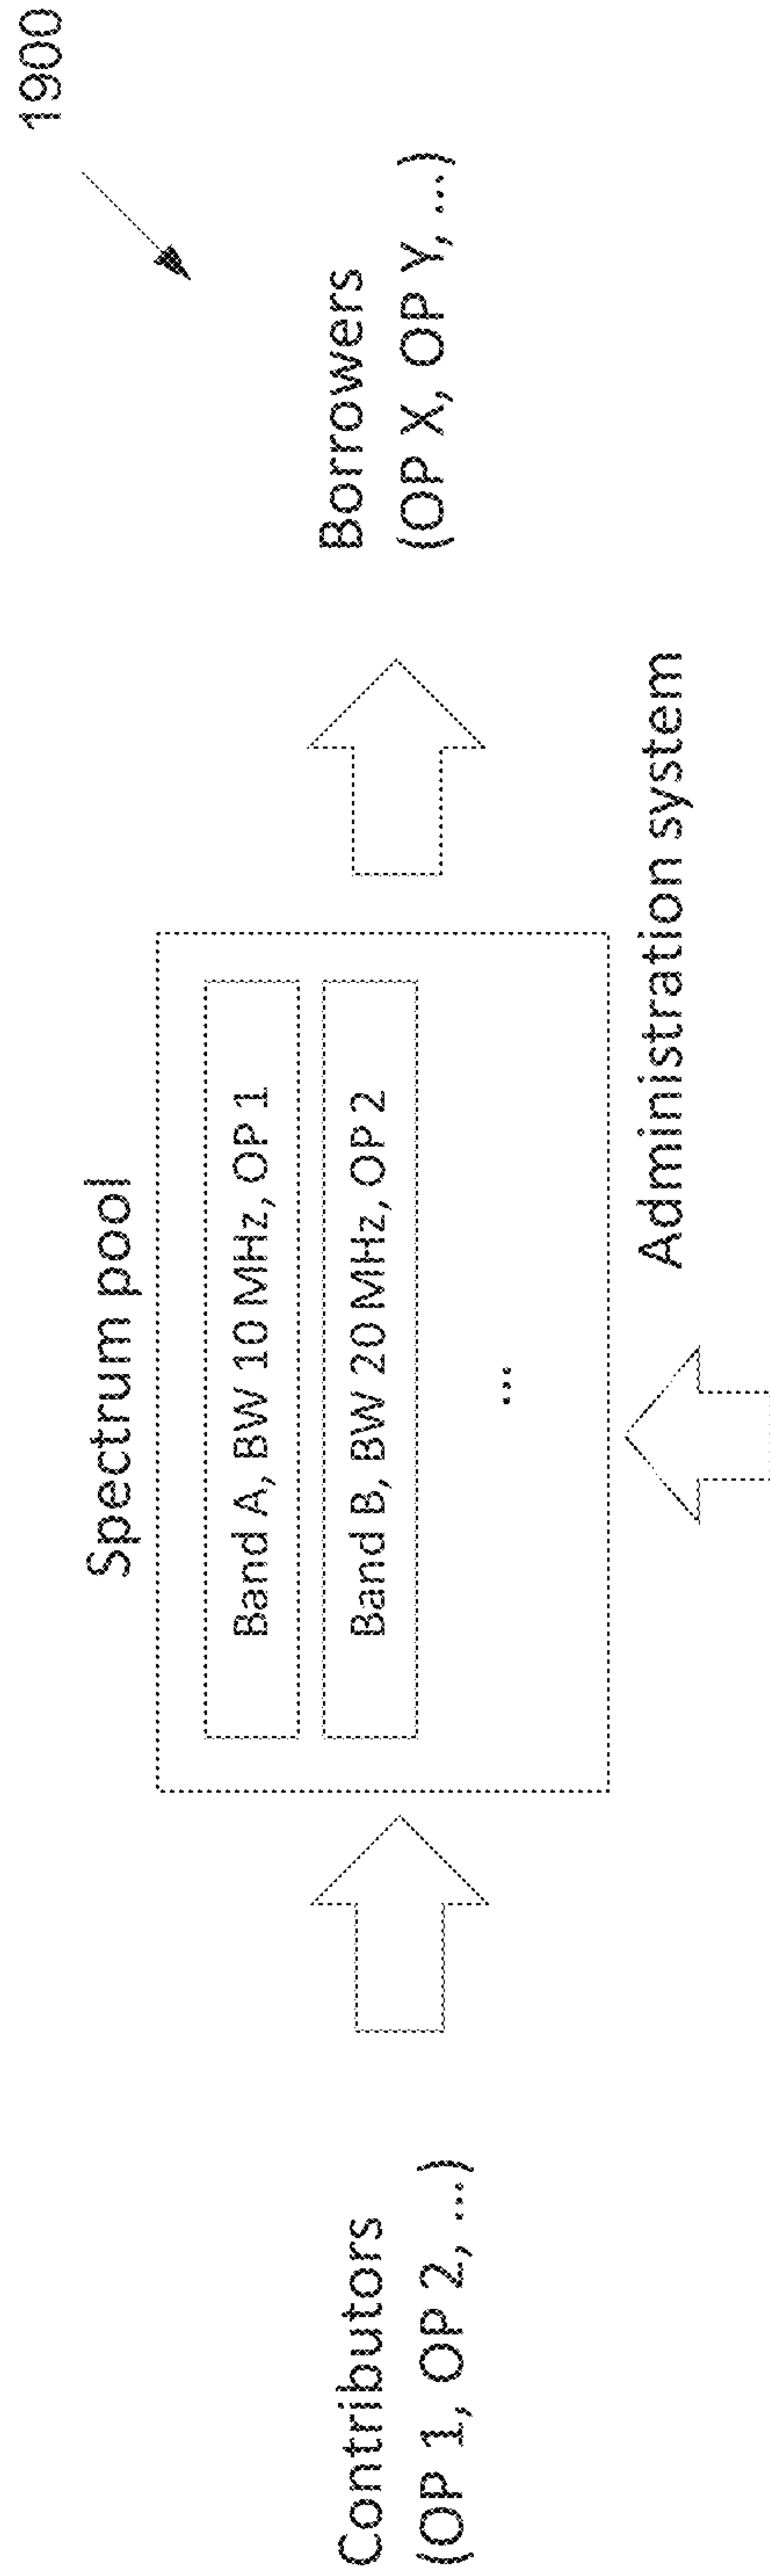 1900
Spectrum pool
Contributors
(OP 1, OP 2, ...)
Band A, BW 10 MHz, OP 1
Band B, BW 20 MHz, OP 2
...
Borrowers
(OP X, OP Y, ...)
Administration system